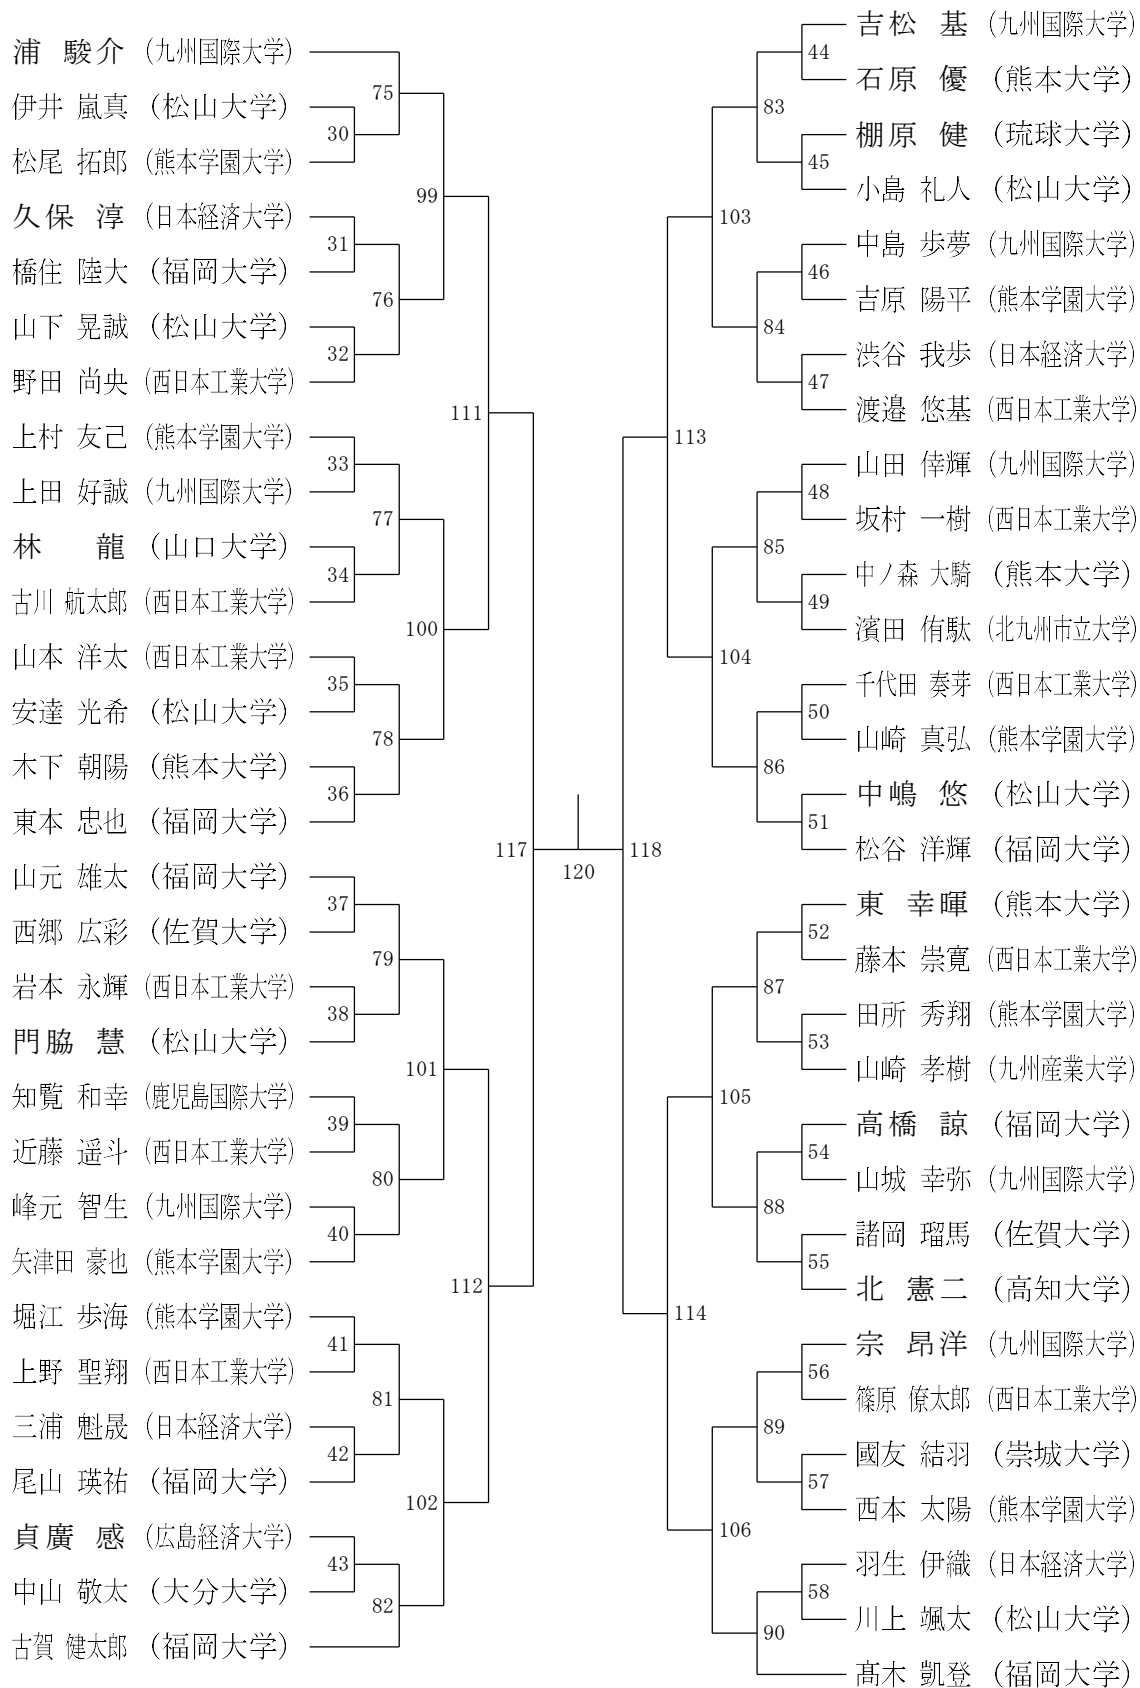 浦 駿介 (九州国際大学)
伊井 嵐真 (松山大学)
松尾 拓郎 (熊本学園大学)
久保 淳 (日本経済大学)
橋住 陸大 (福岡大学)
山下 晃誠 (松山大学)
野田 尚央 (西日本工業大学)
上村 友己 (熊本学園大学)
上田 好誠 (九州国際大学)
林 龍 (山口大学)
古川 航太郎 (西日本工業大学)
山本 洋太 (西日本工業大学)
安達 光希 (松山大学)
木下 朝陽 (熊本大学)
東本 忠也 (福岡大学)
山元 雄太 (福岡大学)
西郷 広彩 (佐賀大学)
岩本 永輝 (西日本工業大学)
門脇 慧 (松山大学)
知覧 和幸 (鹿児島国際大学)
近藤 遥斗 (西日本工業大学)
峰元 智生 (九州国際大学)
矢津田 豪也 (熊本学園大学)
堀江 歩海 (熊本学園大学)
上野 聖翔 (西日本工業大学)
三浦 魁晟 (日本経済大学)
尾山 瑛祐 (福岡大学)
貞廣 感 (広島経済大学)
中山 敬太 (大分大学)
古賀 健太郎 (福岡大学)
75
30
99
31
76
32
111
33
77
34
100
35
78
36
117
37
79
38
101
39
80
40
112
41
81
42
102
43
82
120
118
44
83
45
103
46
84
47
113
48
85
49
104
50
86
51
52
87
53
105
54
88
55
114
56
89
57
106
58
90
吉松 基 (九州国際大学)
石原 優 (熊本大学)
棚原 健 (琉球大学)
小島 礼人 (松山大学)
中島 歩夢 (九州国際大学)
吉原 陽平 (熊本学園大学)
渋谷 我歩 (日本経済大学)
渡邉 悠基 (西日本工業大学)
山田 倖輝 (九州国際大学)
坂村 一樹 (西日本工業大学)
中ノ森 大騎 (熊本大学)
濱田 侑駄 (北九州市立大学)
千代田 奏芽 (西日本工業大学)
山崎 真弘 (熊本学園大学)
中嶋 悠 (松山大学)
松谷 洋輝 (福岡大学)
東 幸暉 (熊本大学)
藤本 崇寛 (西日本工業大学)
田所 秀翔 (熊本学園大学)
山崎 孝樹 (九州産業大学)
高橋 諒 (福岡大学)
山城 幸弥 (九州国際大学)
諸岡 瑠馬 (佐賀大学)
北 憲二 (高知大学)
宗 昂洋 (九州国際大学)
篠原 僚太郎 (西日本工業大学)
國友 結羽 (崇城大学)
西本 太陽 (熊本学園大学)
羽生 伊織 (日本経済大学)
川上 颯太 (松山大学)
髙木 凱登 (福岡大学)